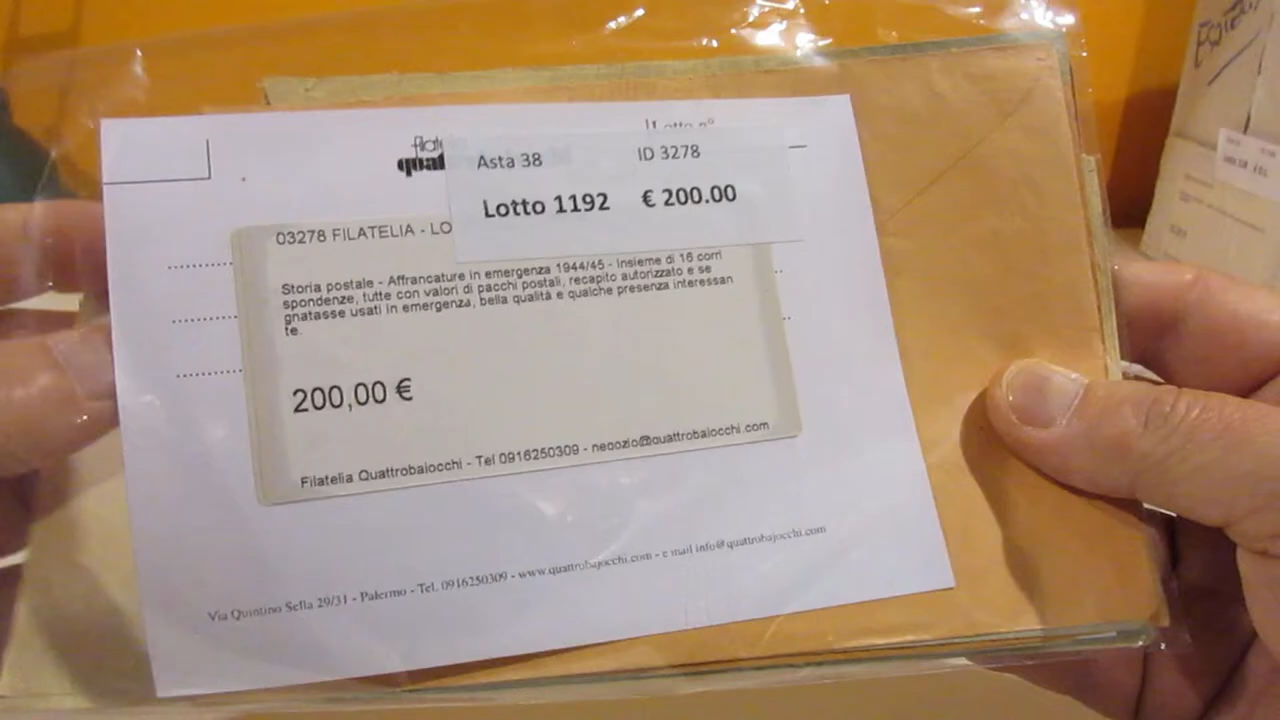 Asta 38 ID 3278
Lotto 1192 € 200.00
03278 FILATELIA - LO
Storia postale - Affrancature in emergenza 1944/45 - Insieme di 16 corri
spondenze, tutte con valori di pacchi postali, recapito autorizzato e se
gnatasse usati in emergenza, bella qualità e qualche presenza interessan
te.
200,00 €
Filatelia Quattrobaiocchi - Tel 0916250309 - negozio@quattrobaiocchi.com
Via Quintino Sella 29/31 - Palermo - Tel. 0916250309 - www.quattrobajocchi.com - e mail info@quattrobajocchi.com